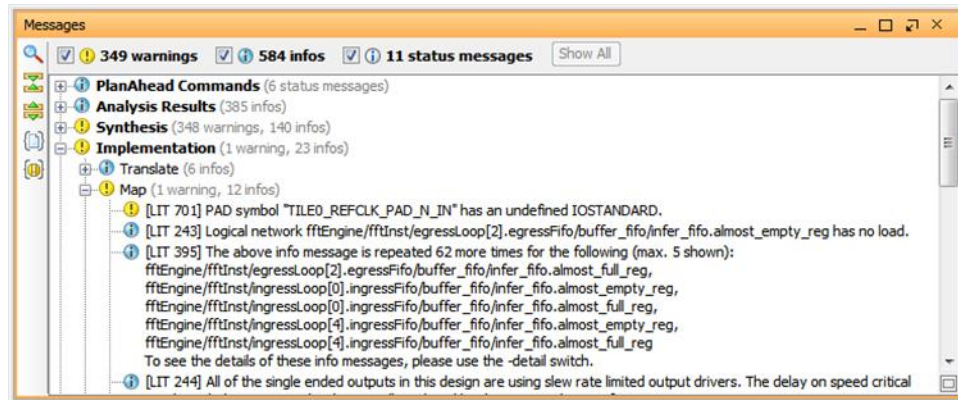 Messages
349 warnings 584 infos 11 status messages Show All
PlanAhead Commands (6 status messages)
Analysis Results (385 infos)
Synthesis (348 warnings, 140 infos)
Implementation (1 warning, 23 infos)
Translate (6 infos)
Map (1 warning, 12 infos)
[LIT 701] PAD symbol "TILE0_REFCLK_PAD_N_IN" has an undefined IOSTANDARD.
[LIT 243] Logical network fftEngine/fftInst/egressLoop[2].egressFifo/buffer_fifo/infer_fifo.almost_empty_reg has no load.
[LIT 395] The above info message is repeated 62 more times for the following (max. 5 shown):
fftEngine/fftInst/egressLoop[2].egressFifo/buffer_fifo/infer_fifo.almost_full_reg,
fftEngine/fftInst/ingressLoop[0].ingressFifo/buffer_fifo/infer_fifo.almost_empty_reg,
fftEngine/fftInst/ingressLoop[0].ingressFifo/buffer_fifo/infer_fifo.almost_full_reg,
fftEngine/fftInst/ingressLoop[4].ingressFifo/buffer_fifo/infer_fifo.almost_empty_reg,
fftEngine/fftInst/ingressLoop[4].ingressFifo/buffer_fifo/infer_fifo.almost_full_reg
To see the details of these info messages, please use the -detail switch.
[LIT 244] All of the single ended outputs in this design are using slew rate limited output drivers. The delay on speed critical